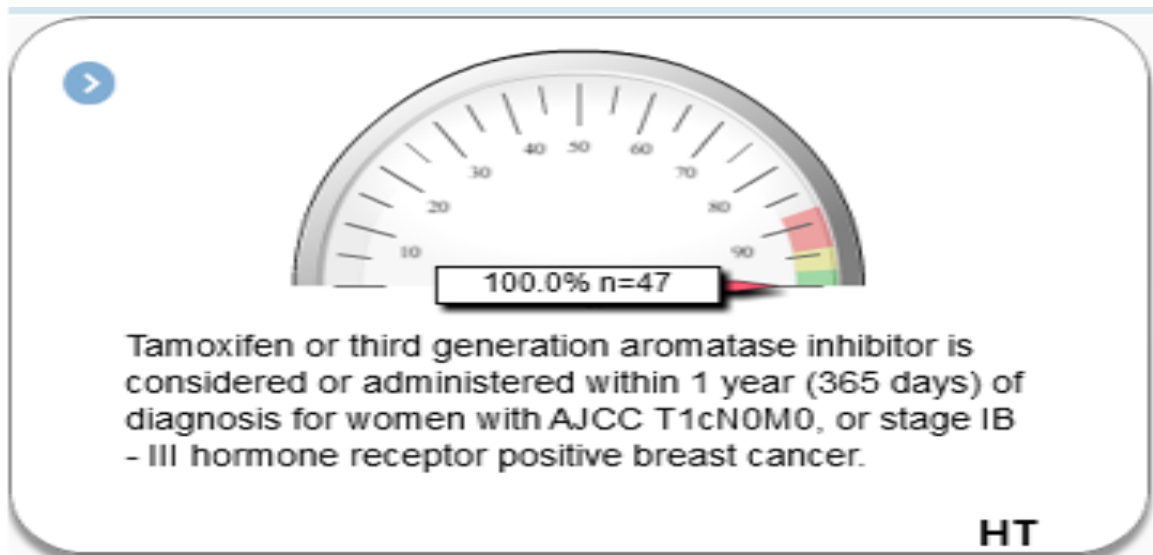 40 50 60
30 70
20 80
10 90
100.0% n=47
Tamoxifen or third generation aromatase inhibitor is
considered or administered within 1 year (365 days) of
diagnosis for women with AJCC T1cN0M0, or stage IB
- III hormone receptor positive breast cancer.
HT